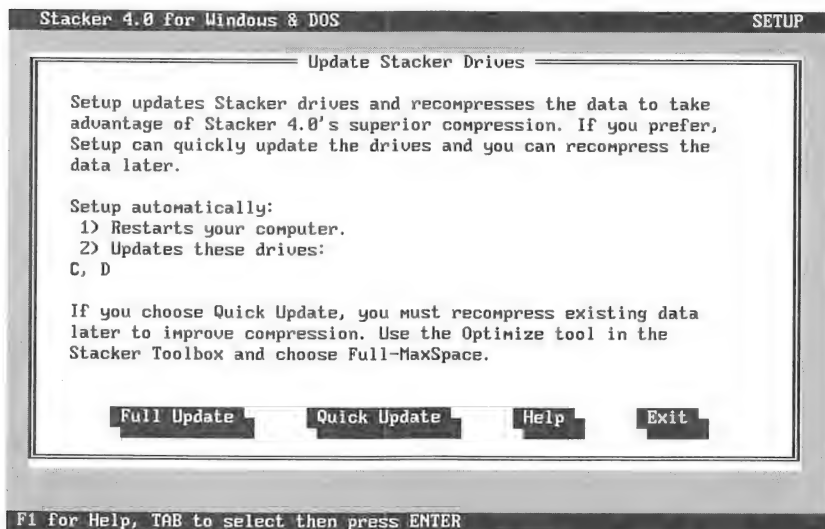 Stacker 4.0 for Windows & DOS SETUP
Update Stacker Drives
Setup updates Stacker drives and recompresses the data to take
advantage of Stacker 4.0's superior compression. If you prefer,
Setup can quickly update the drives and you can recompress the
data later.
Setup automatically:
1) Restarts your computer.
2) Updates these drives:
C, D
If you choose Quick Update, you must recompress existing data
later to improve compression. Use the Optimize tool in the
Stacker Toolbox and choose Full-MaxSpace.
Full Update Quick Update Help Exit
F1 for Help, TAB to select then press ENTER